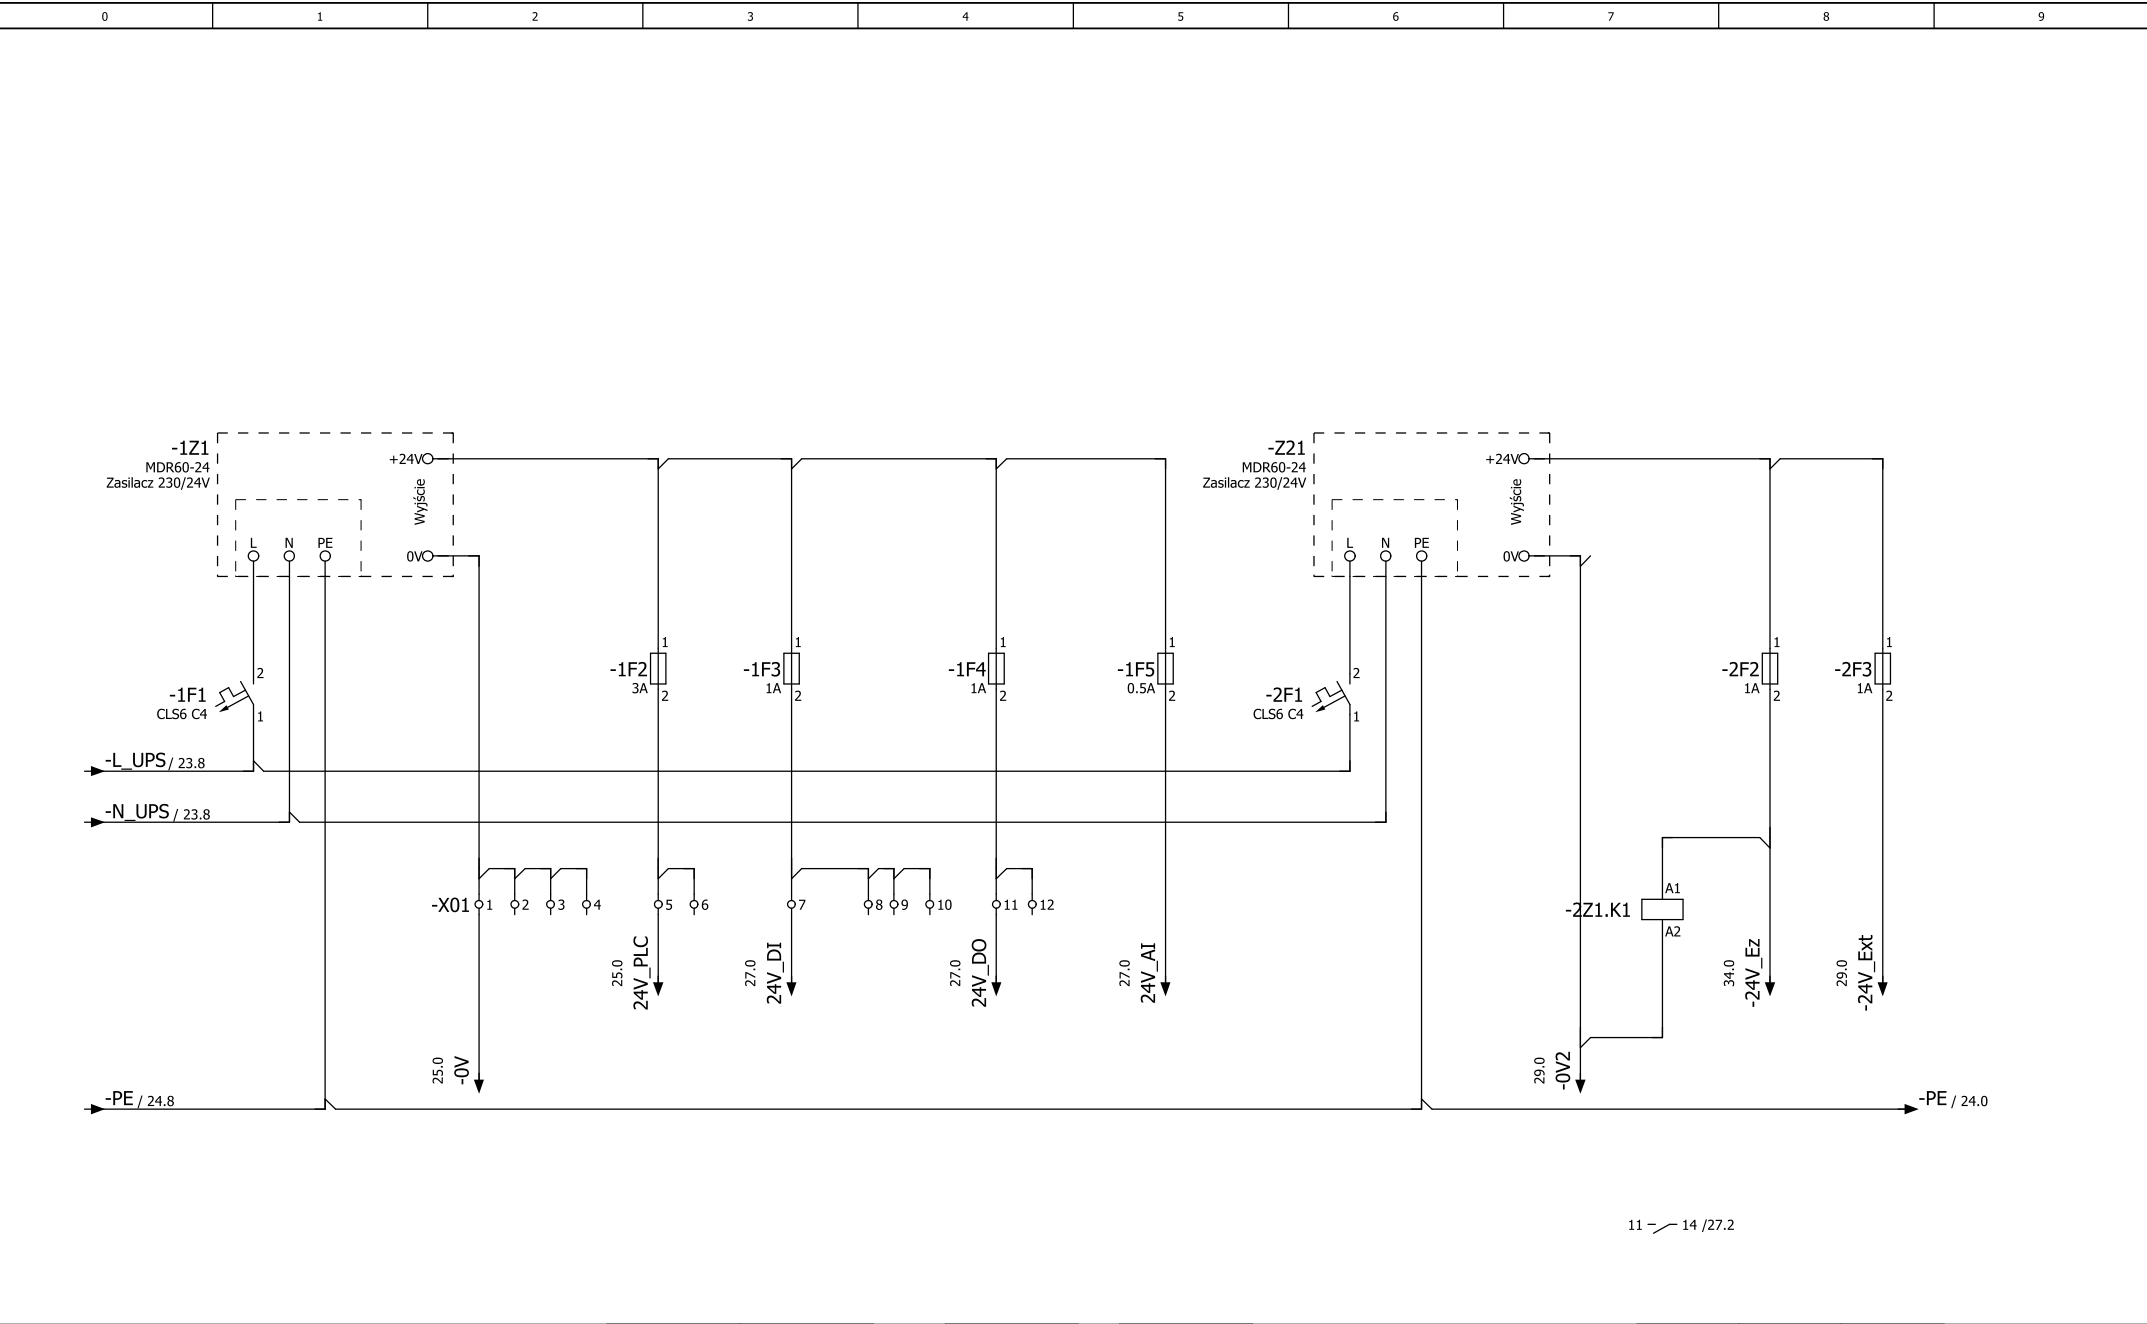 0 1 2 3 4 5 6 7 8 9
-1Z1
MDR60-24
Zasilacz 230/24V
+24V
Wyjście
L N PE
0V
-Z21
MDR60-24
Zasilacz 230/24V
+24V
Wyjście
L N PE
0V
2
-1F1
CLS6 C4
1
1
-1F2
3A
2
1
-1F3
1A
2
1
-1F4
1A
2
1
-1F5
0.5A
2
2
-2F1
CLS6 C4
1
1
-2F2
1A
2
1
-2F3
1A
2
-L_UPS / 23.8
-N_UPS / 23.8
-X01 1 2 3 4 5 6 7 8 9 10 11 12
A1
-2Z1.K1
A2
25.0
24V_PLC
27.0
24V_DI
27.0
24V_DO
27.0
24V_AI
34.0
-24V_Ez
29.0
-24V_Ext
25.0
-0V
29.0
-0V2
-PE / 24.8
-PE / 24.0
11 14 /27.2